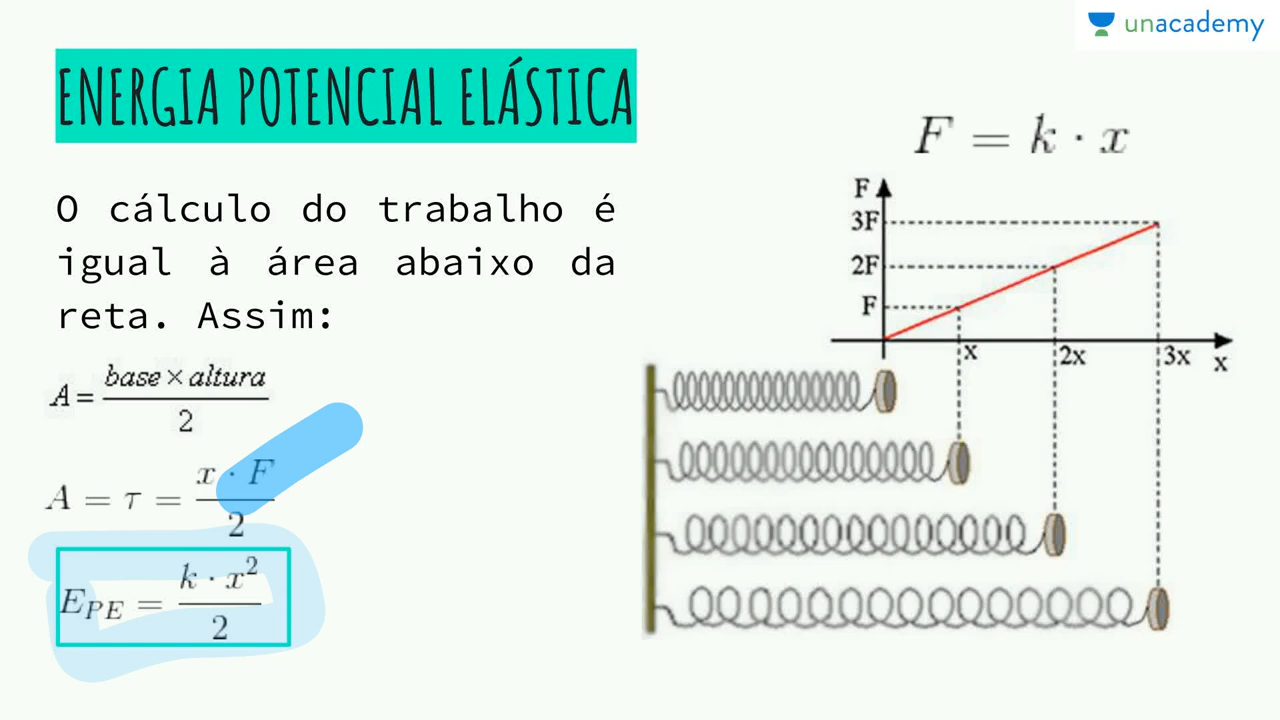 unacademy
ENERGIA POTENCIAL ELÁSTICA
O cálculo do trabalho é
igual à área abaixo da
reta. Assim:
A = base × altura / 2
A = τ = x · F / 2
E_PE = k · x² / 2
F = k · x
F
3F
2F
F
x
2x
3x
x